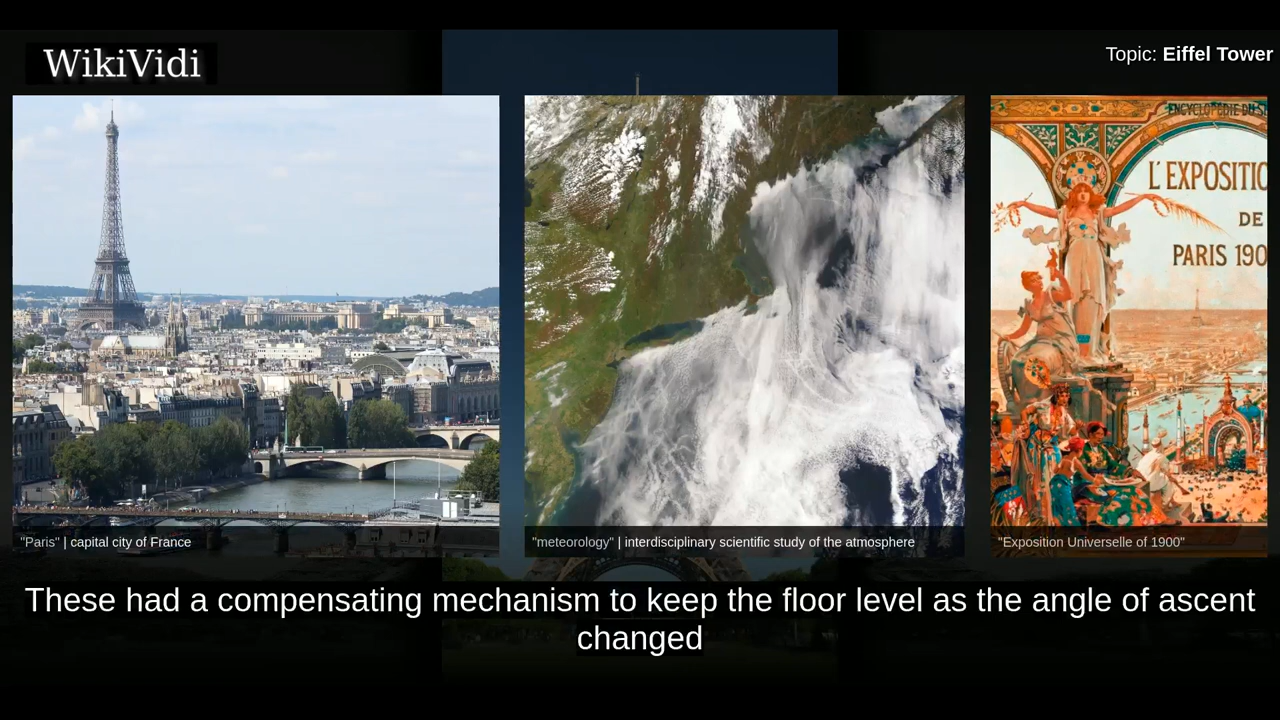 WikiVidi
Topic: Eiffel Tower
ENCYCLOPÉDIE DU S
L'EXPOSITIO
DE
PARIS 190
"Paris" | capital city of France
"meteorology" | interdisciplinary scientific study of the atmosphere
"Exposition Universelle of 1900"
These had a compensating mechanism to keep the floor level as the angle of ascent
changed